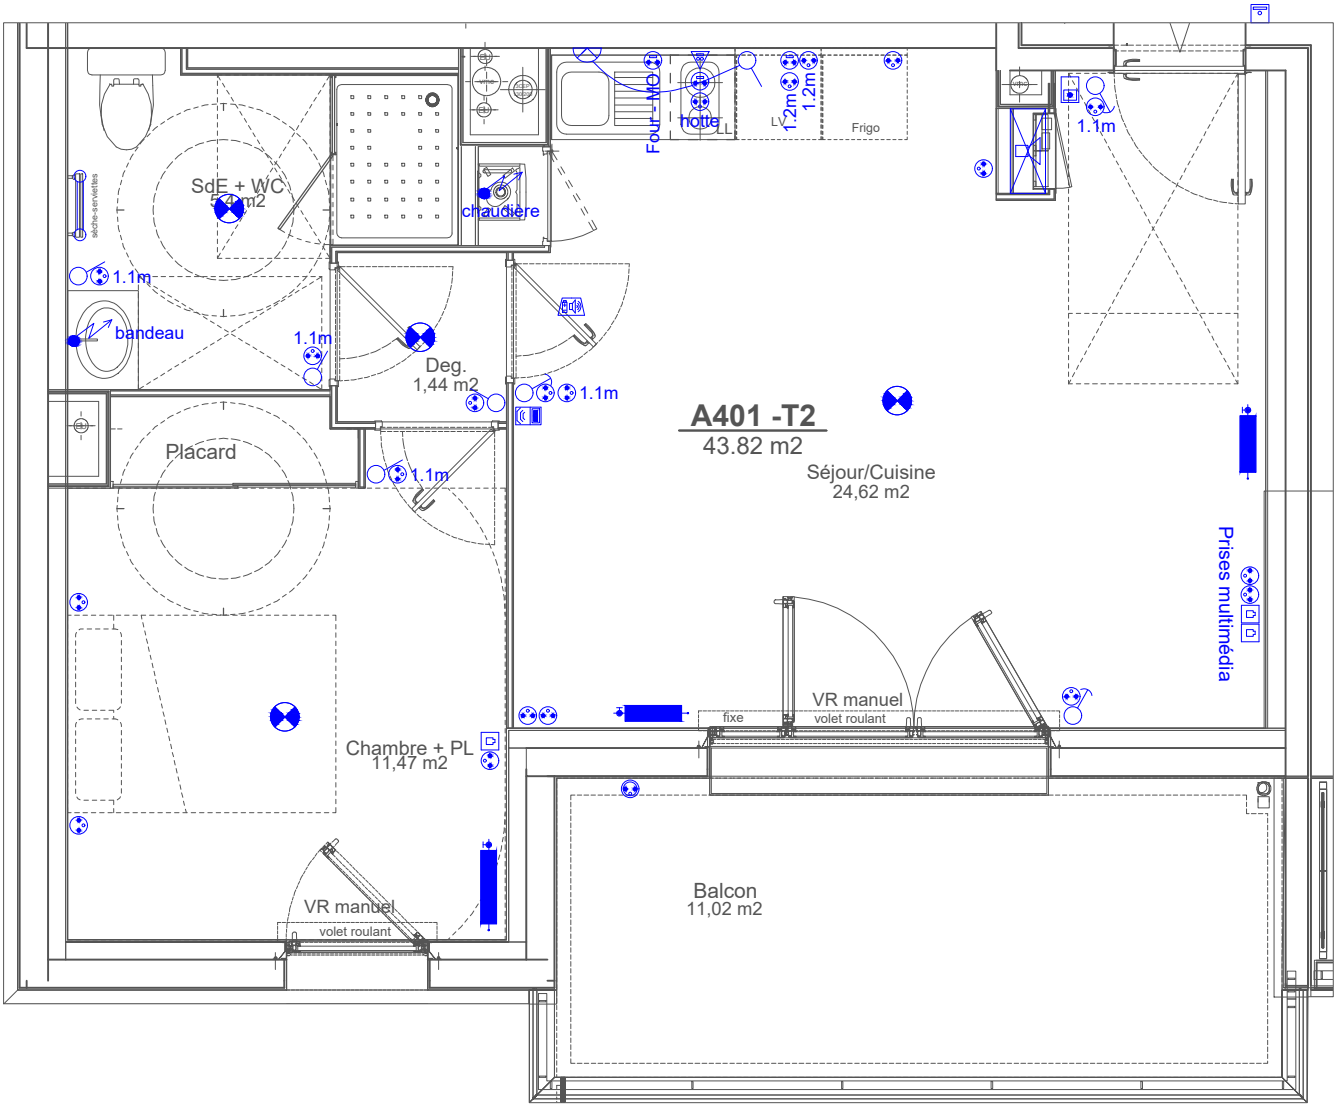 Four - MO
hotte
LL
LV
1.2m
1.2m
Frigo
1.1m
SdE + WC
5,4 m2
sèche-serviettes
chaudière
1.1m
bandeau
1.1m
Deg.
1,44 m2
1.1m
A401 -T2
43.82 m2
Séjour/Cuisine
24,62 m2
Placard
1.1m
Prises multimédia
VR manuel
fixe
volet roulant
Chambre + PL
11,47 m2
VR manuel
volet roulant
Balcon
11,02 m2